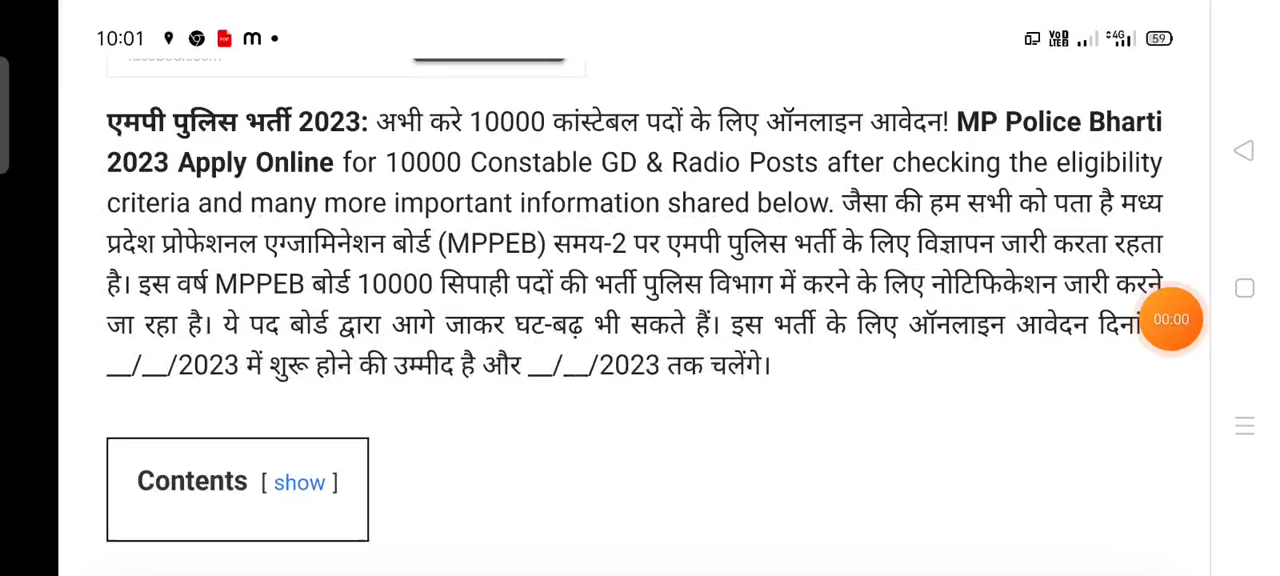 10:01 m
VoD LTE2 4G 59
एमपी पुलिस भर्ती 2023: अभी करे 10000 कांस्टेबल पदों के लिए ऑनलाइन आवेदन! MP Police Bharti
2023 Apply Online for 10000 Constable GD & Radio Posts after checking the eligibility
criteria and many more important information shared below. जैसा की हम सभी को पता है मध्य
प्रदेश प्रोफेशनल एग्जामिनेशन बोर्ड (MPPEB) समय-2 पर एमपी पुलिस भर्ती के लिए विज्ञापन जारी करता रहता
है। इस वर्ष MPPEB बोर्ड 10000 सिपाही पदों की भर्ती पुलिस विभाग में करने के लिए नोटिफिकेशन जारी करने
जा रहा है। ये पद बोर्ड द्वारा आगे जाकर घट-बढ़ भी सकते हैं। इस भर्ती के लिए ऑनलाइन आवेदन
00:00
__/__/2023 में शुरू होने की उम्मीद है और __/__/2023 तक चलेंगे।
Contents [ show ]